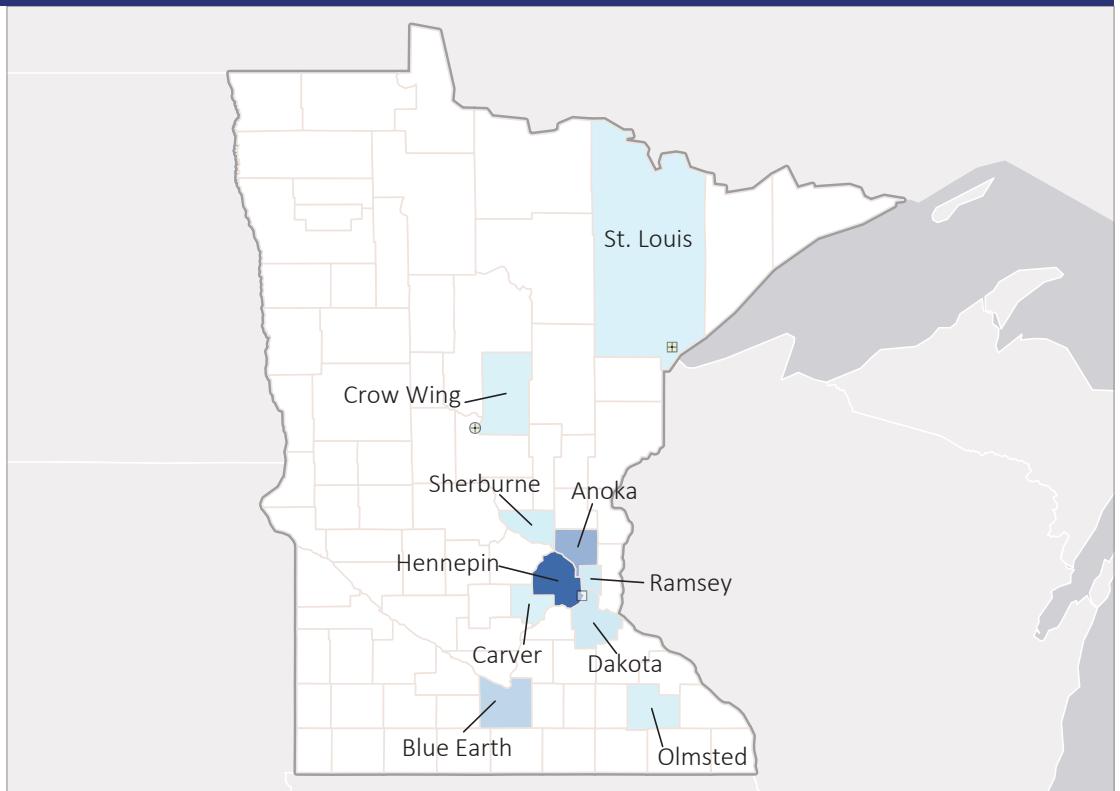 St. Louis
Crow Wing
Sherburne
Anoka
Hennepin
Ramsey
Carver
Dakota
Blue Earth
Olmsted